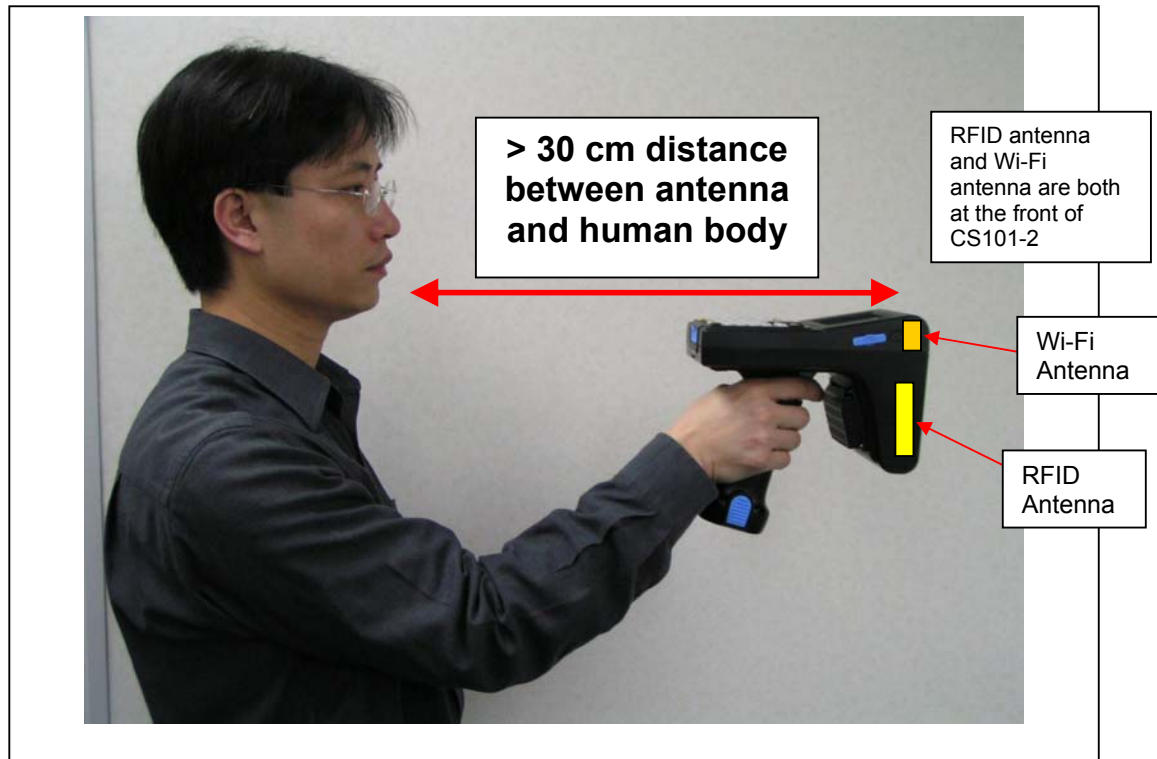 > 30 cm distance
between antenna
and human body
RFID antenna
and Wi-Fi
antenna are both
at the front of
CS101-2
Wi-Fi
Antenna
RFID
Antenna